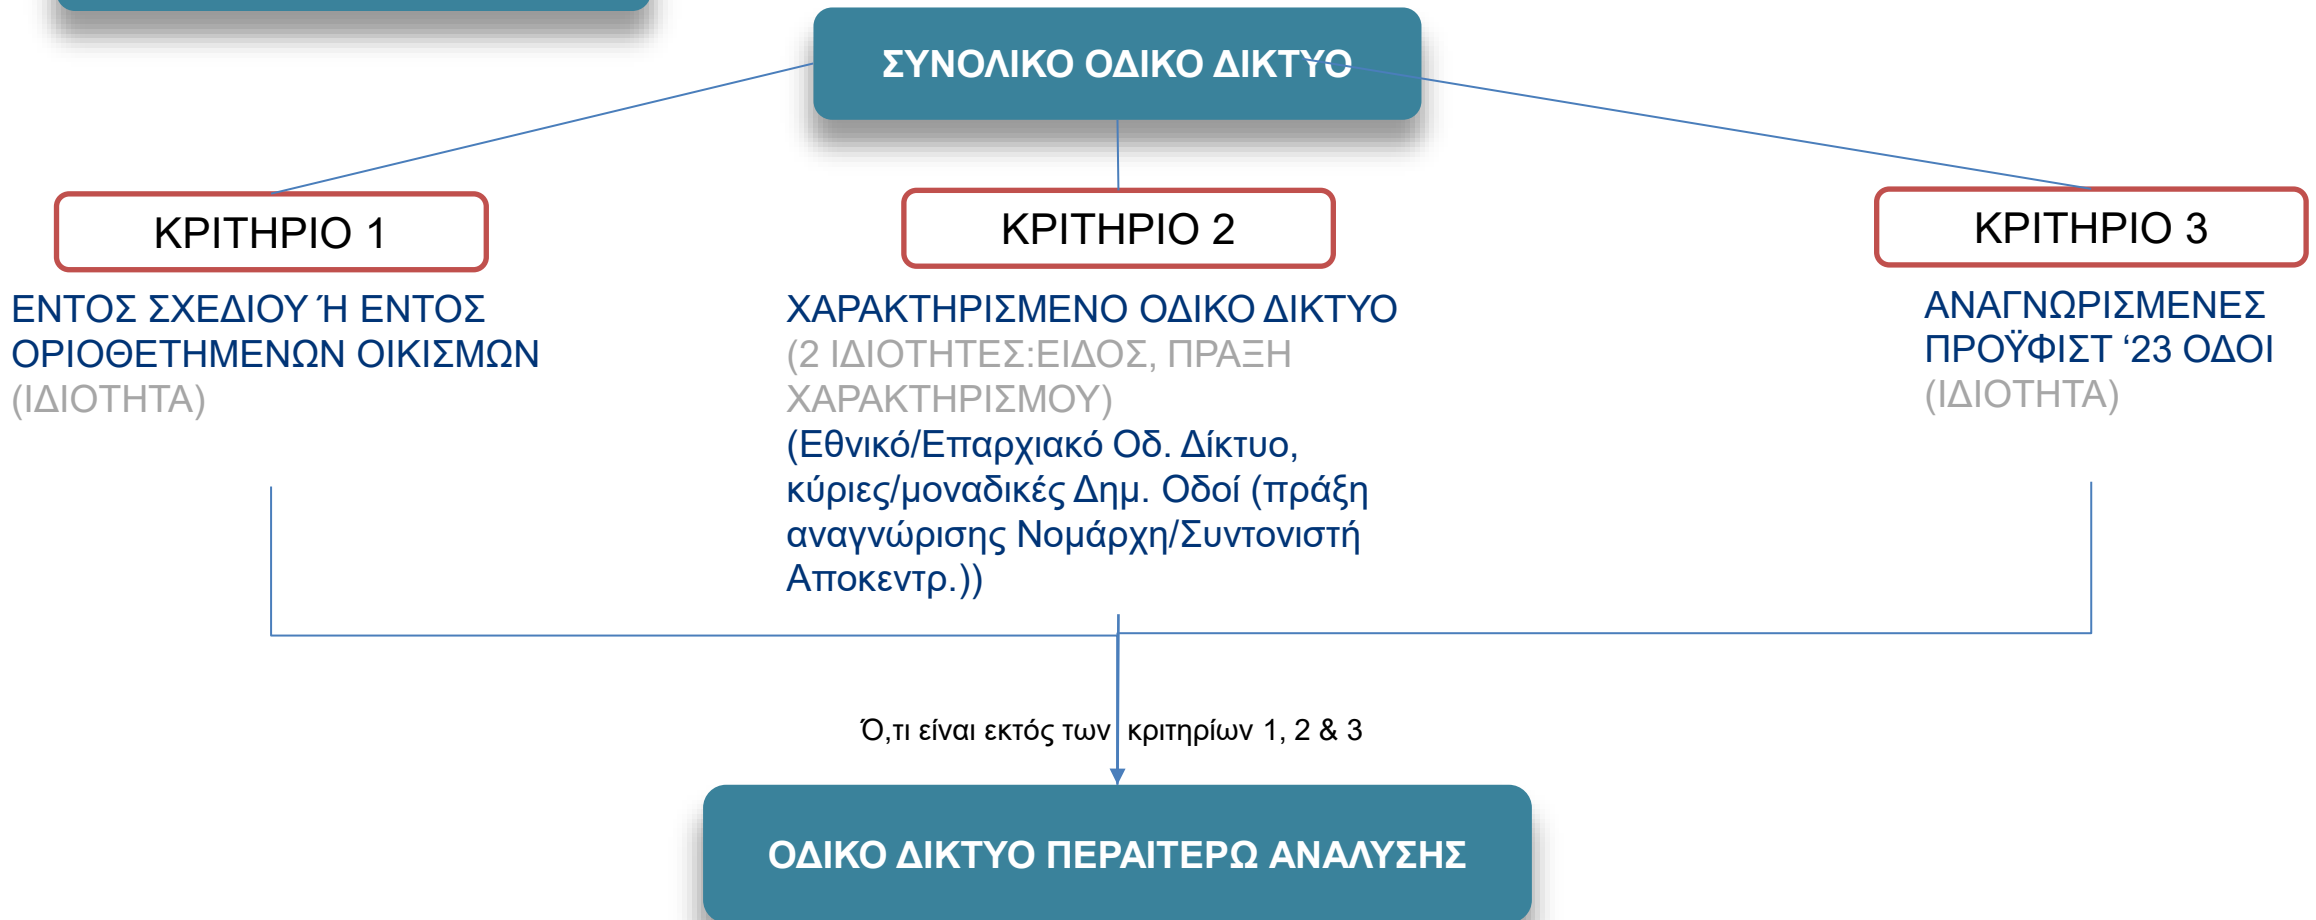 ΣΥΝΟΛΙΚΟ ΟΔΙΚΟ ΔΙΚΤΥΟ
ΚΡΙΤΗΡΙΟ 1
ΕΝΤΟΣ ΣΧΕΔΙΟΥ Ή ΕΝΤΟΣ
ΟΡΙΟΘΕΤΗΜΕΝΩΝ ΟΙΚΙΣΜΩΝ
(ΙΔΙΟΤΗΤΑ)
ΚΡΙΤΗΡΙΟ 2
ΧΑΡΑΚΤΗΡΙΣΜΕΝΟ ΟΔΙΚΟ ΔΙΚΤΥΟ
(2 ΙΔΙΟΤΗΤΕΣ:ΕΙΔΟΣ, ΠΡΑΞΗ
ΧΑΡΑΚΤΗΡΙΣΜΟΥ)
(Εθνικό/Επαρχιακό Οδ. Δίκτυο,
κύριες/μοναδικές Δημ. Οδοί (πράξη
αναγνώρισης Νομάρχη/Συντονιστή
Αποκεντρ.))
ΚΡΙΤΗΡΙΟ 3
ΑΝΑΓΝΩΡΙΣΜΕΝΕΣ
ΠΡΟΫΦΙΣΤ ‘23 ΟΔΟΙ
(ΙΔΙΟΤΗΤΑ)
Ό,τι είναι εκτός των κριτηρίων 1, 2 & 3
ΟΔΙΚΟ ΔΙΚΤΥΟ ΠΕΡΑΙΤΕΡΩ ΑΝΑΛΥΣΗΣ